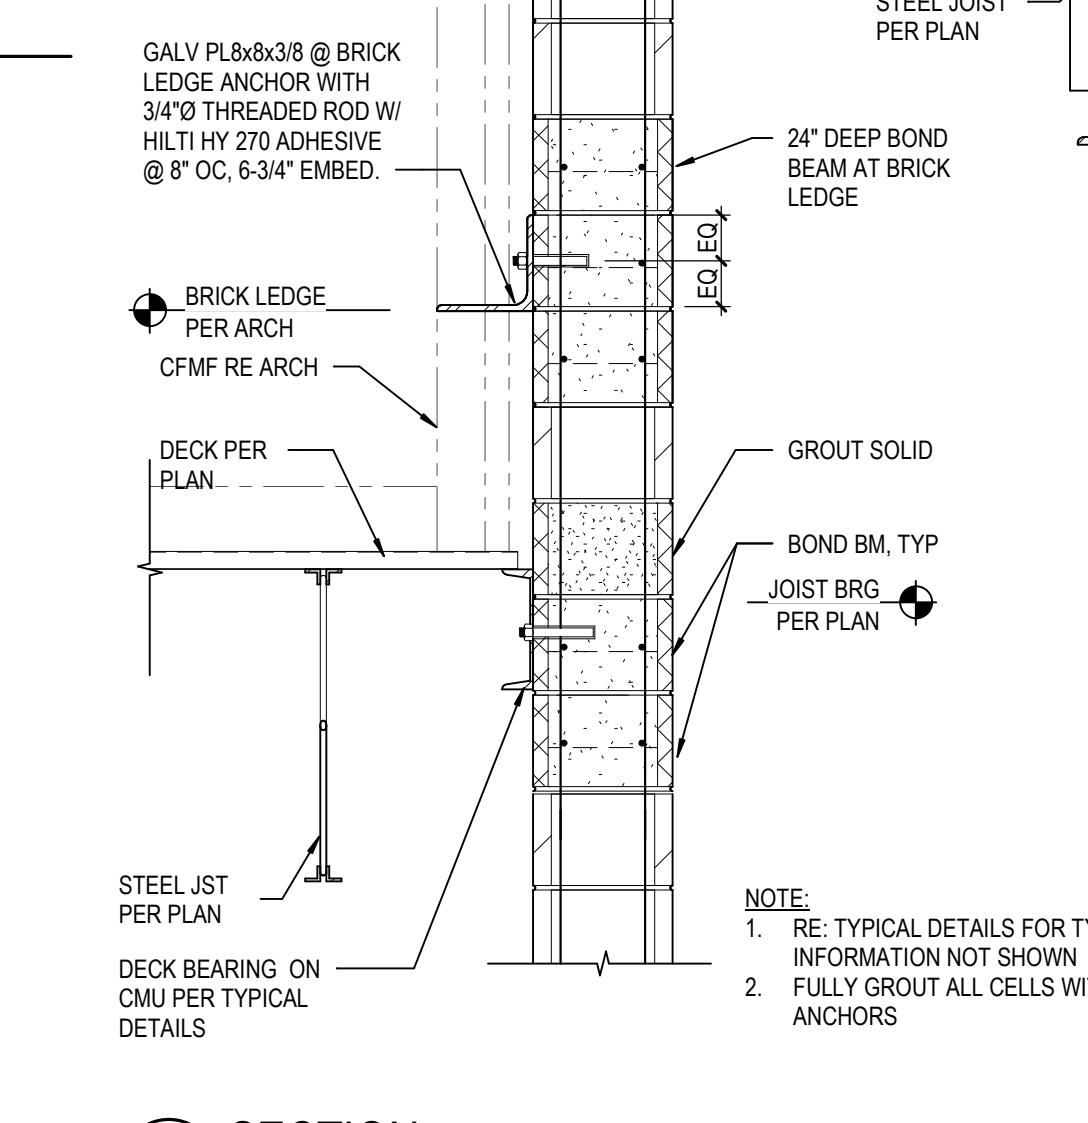 STEEL JOIST
PER PLAN
GALV PL8x8x3/8 @ BRICK
LEDGE ANCHOR WITH
3/4"Ø THREADED ROD W/
HILTI HY 270 ADHESIVE
@ 8" OC, 6-3/4" EMBED.
24" DEEP BOND
BEAM AT BRICK
LEDGE
EQ
EQ
BRICK LEDGE
PER ARCH
CFMF RE ARCH
DECK PER
PLAN
GROUT SOLID
BOND BM, TYP
JOIST BRG
PER PLAN
STEEL JST
PER PLAN
DECK BEARING ON
CMU PER TYPICAL
DETAILS
NOTE:
1. RE: TYPICAL DETAILS FOR
INFORMATION NOT SHOWN
2. FULLY GROUT ALL CELLS
ANCHORS
SECTION